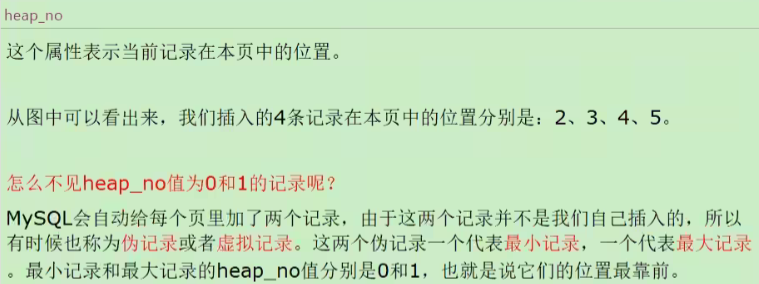 heap_no
这个属性表示当前记录在本页中的位置。
从图中可以看出来，我们插入的4条记录在本页中的位置分别是：2、3、4、5。
怎么不见heap_no值为0和1的记录呢？
MySQL会自动给每个页里加了两个记录，由于这两个记录并不是我们自己插入的，所以
有时候也称为伪记录或者虚拟记录。这两个伪记录一个代表最小记录，一个代表最大记录
。最小记录和最大记录的heap_no值分别是0和1，也就是说它们的位置最靠前。